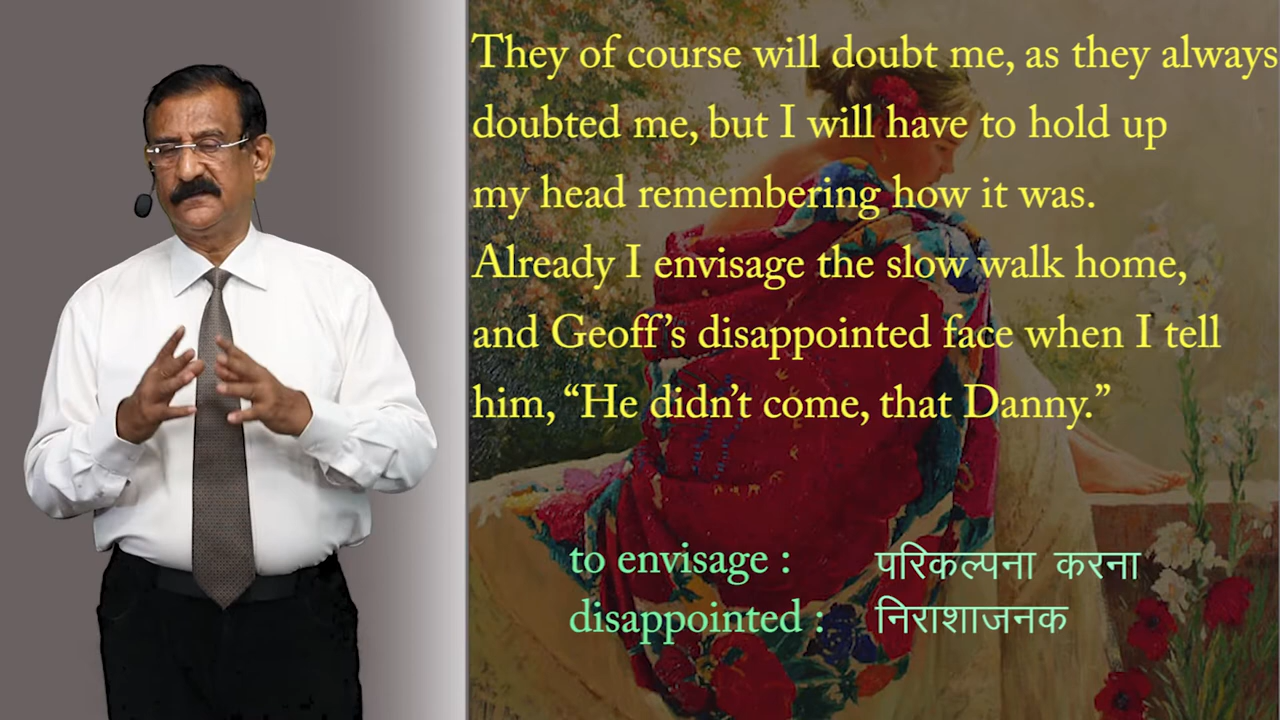 They of course will doubt me, as they always
doubted me, but I will have to hold up
my head remembering how it was.
Already I envisage the slow walk home,
and Geoff’s disappointed face when I tell
him, “He didn’t come, that Danny.”
to envisage : परिकल्पना करना
disappointed : निराशाजनक